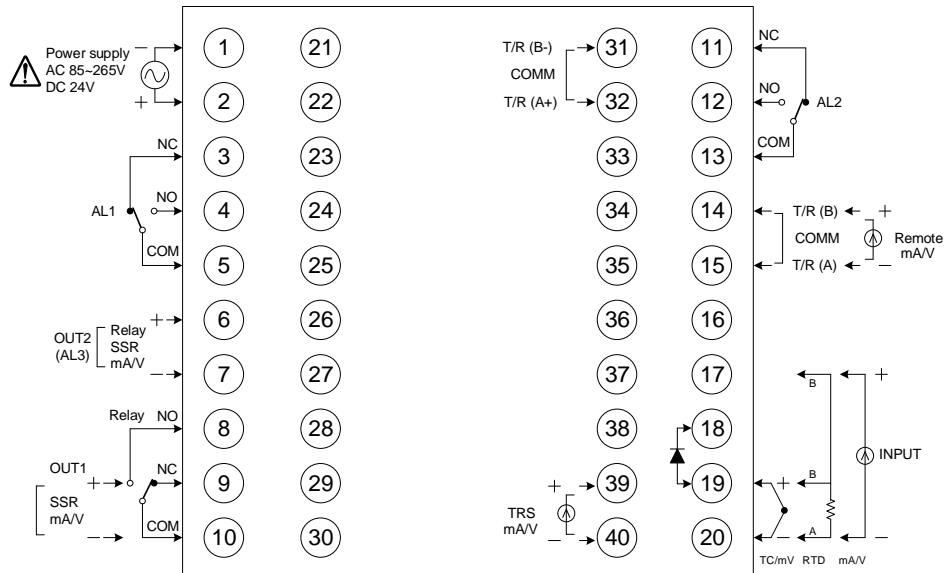 Power supply
AC 85~265V
DC 24V
−
+
NC
NO
COM
AL1
OUT2
(AL3)
Relay
SSR
mA/V
+
−
Relay NO
OUT1
+
NC
SSR
mA/V
−
COM
1
2
3
4
5
6
7
8
9
10
21
22
23
24
25
26
27
28
29
30
T/R (B-)
COMM
T/R (A+)
TRS
mA/V
+
−
31
32
33
34
35
36
37
38
39
40
11
12
13
14
15
16
17
18
19
20
NC
NO
AL2
COM
T/R (B)
+
COMM
Remote
mA/V
T/R (A)
−
B
+
INPUT
+
B
−
A
−
TC/mV RTD mA/V